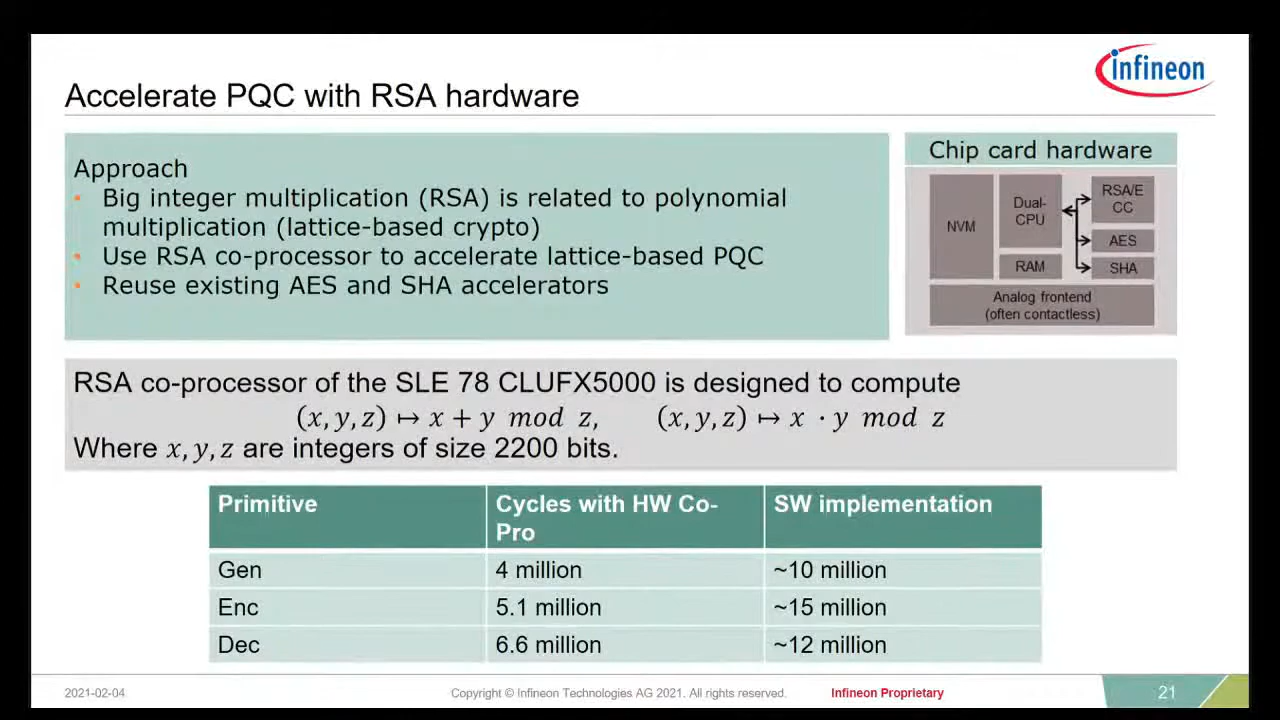 infineon
Accelerate PQC with RSA hardware
Approach
• Big integer multiplication (RSA) is related to polynomial
multiplication (lattice-based crypto)
• Use RSA co-processor to accelerate lattice-based PQC
• Reuse existing AES and SHA accelerators
Chip card hardware
NVM
Dual-
CPU
RAM
RSA/E
CC
AES
SHA
Analog frontend
(often contactless)
RSA co-processor of the SLE 78 CLUFX5000 is designed to compute
(x, y, z) ↦ x + y mod z, (x, y, z) ↦ x · y mod z
Where x, y, z are integers of size 2200 bits.
Primitive
Cycles with HW Co-
Pro
SW implementation
Gen 4 million ~10 million
Enc 5.1 million ~15 million
Dec 6.6 million ~12 million
2021-02-04 Copyright © Infineon Technologies AG 2021. All rights reserved. Infineon Proprietary 21